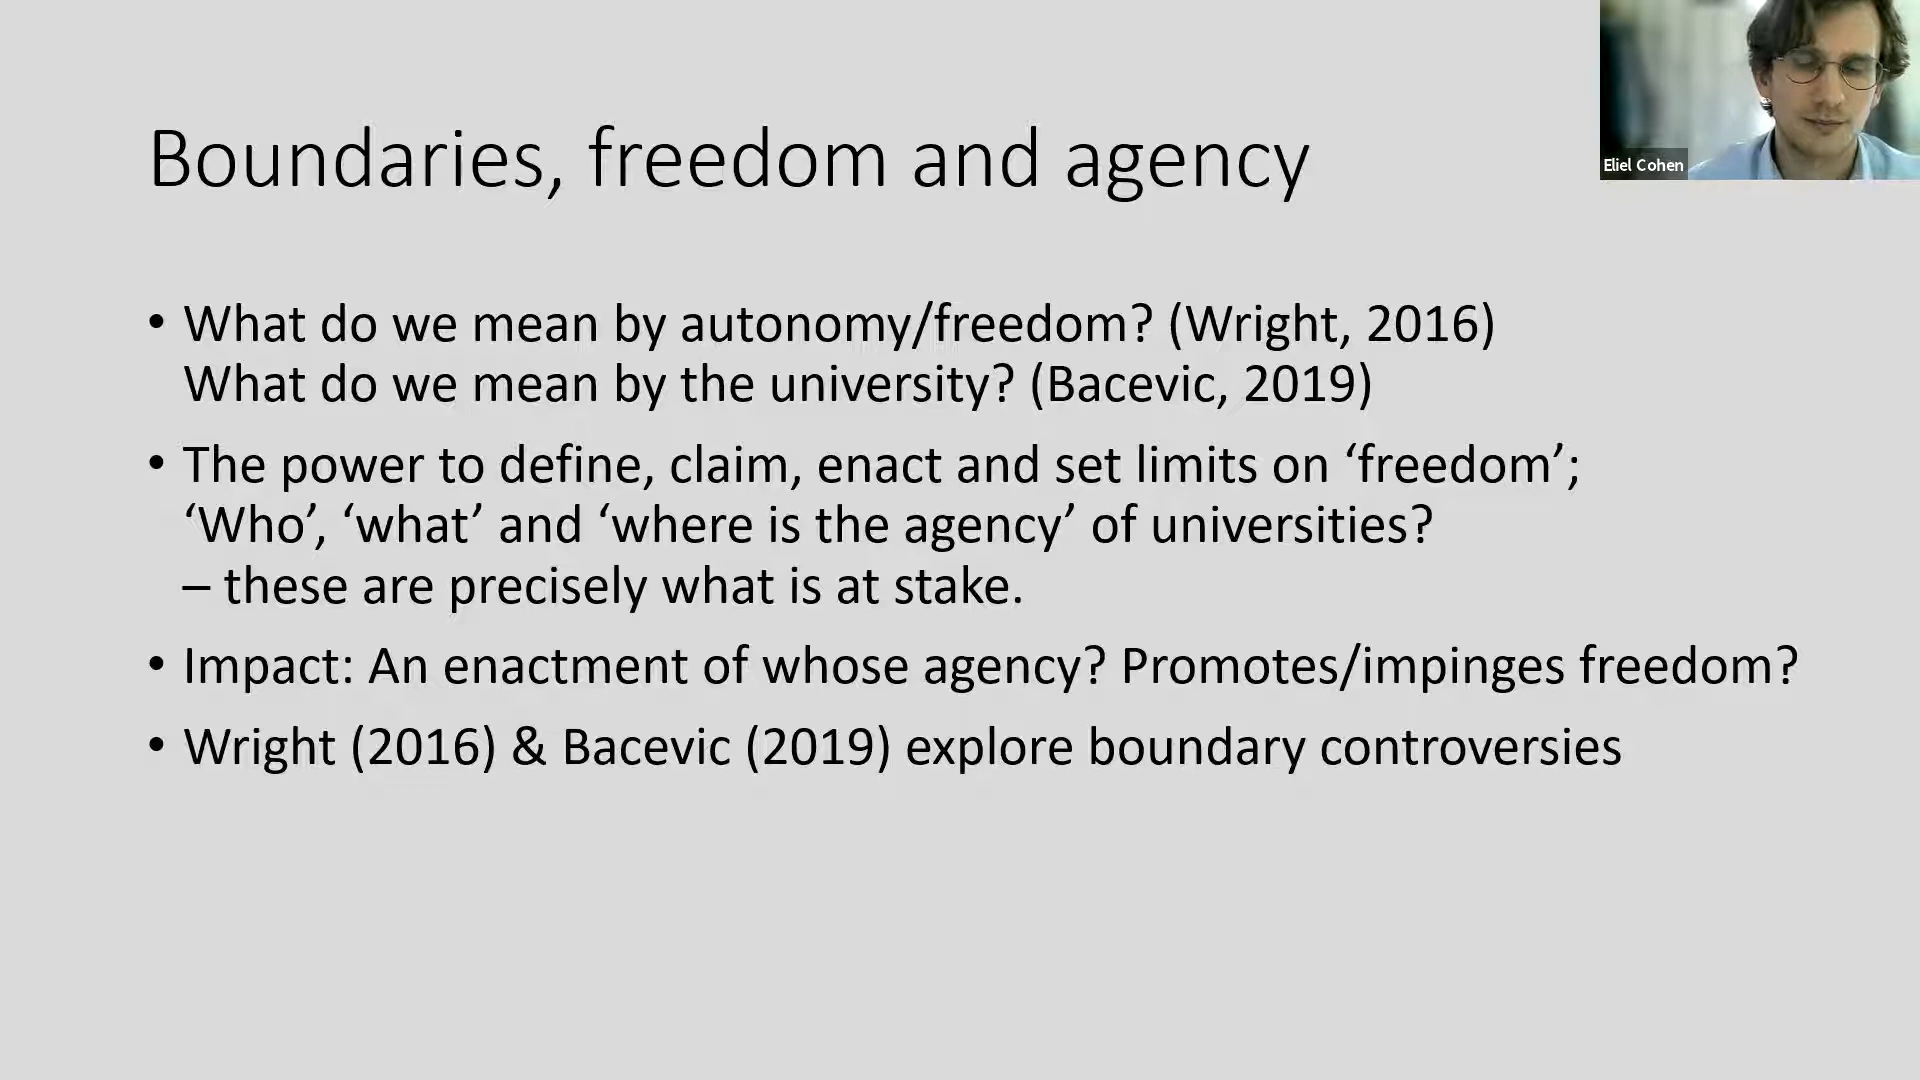 Boundaries, freedom and agency
Eliel Cohen
• What do we mean by autonomy/freedom? (Wright, 2016)
What do we mean by the university? (Bacevic, 2019)
• The power to define, claim, enact and set limits on ‘freedom’;
‘Who’, ‘what’ and ‘where is the agency’ of universities?
– these are precisely what is at stake.
• Impact: An enactment of whose agency? Promotes/impinges freedom?
• Wright (2016) & Bacevic (2019) explore boundary controversies